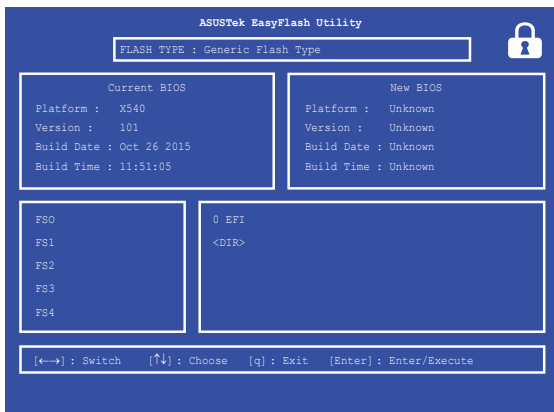 ASUSTek EasyFlash Utility
FLASH TYPE : Generic Flash Type
Current BIOS
Platform : X540
Version : 101
Build Date : Oct 26 2015
Build Time : 11:51:05
New BIOS
Platform : Unknown
Version : Unknown
Build Date : Unknown
Build Time : Unknown
FSO
FS1
FS2
FS3
FS4
0 EFI
<DIR>
[←→] : Switch [↑↓] : Choose [q] : Exit [Enter] : Enter/Execute